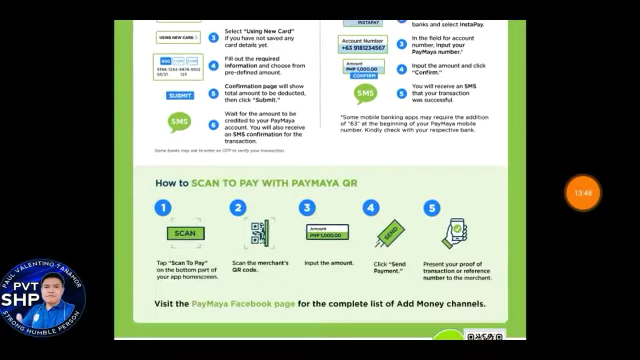 INSTAPAY
banks and select InstaPay.
USING NEW CARD
3
Select "Using New Card"
if you have not saved any
card details yet.
Account Number
+63 9181234567
3
In the field for account
number, input your
PayMaya number.*
4
Fill out the required
information and choose from
pre-defined amount.
Amount
PHP 1,000.00
CONFIRM
4
Input the amount and click
"Confirm."
SUBMIT
5
Confirmation page will show
total amount to be deducted,
then click "Submit."
SMS
5
You will receive an SMS
that your transaction
was successful.
SMS
6
Wait for the amount to be
credited to your PayMaya
account. You will also receive
an SMS confirmation for the
transaction.
*Some mobile banking apps may require the addition
of "63" at the beginning of your PayMaya mobile
number. Kindly check with your respective bank.
Some banks may ask to enter an OTP to verify your transaction.
How to SCAN TO PAY WITH PAYMAYA QR
1
2
3
4
5
SCAN
Amount
PHP 1,000.00
SEND
Tap "Scan To Pay"
on the bottom part of
your app homescreen.
Scan the merchant's
QR code.
Input the amount.
Click "Send
Payment."
Present your proof of
transaction or reference
number to the merchant.
Visit the PayMaya Facebook page for the complete list of Add Money channels.
13:48
PAUL VALENTINO TANAMOR
PVT
SHP
STRONG HUMBLE PERSON